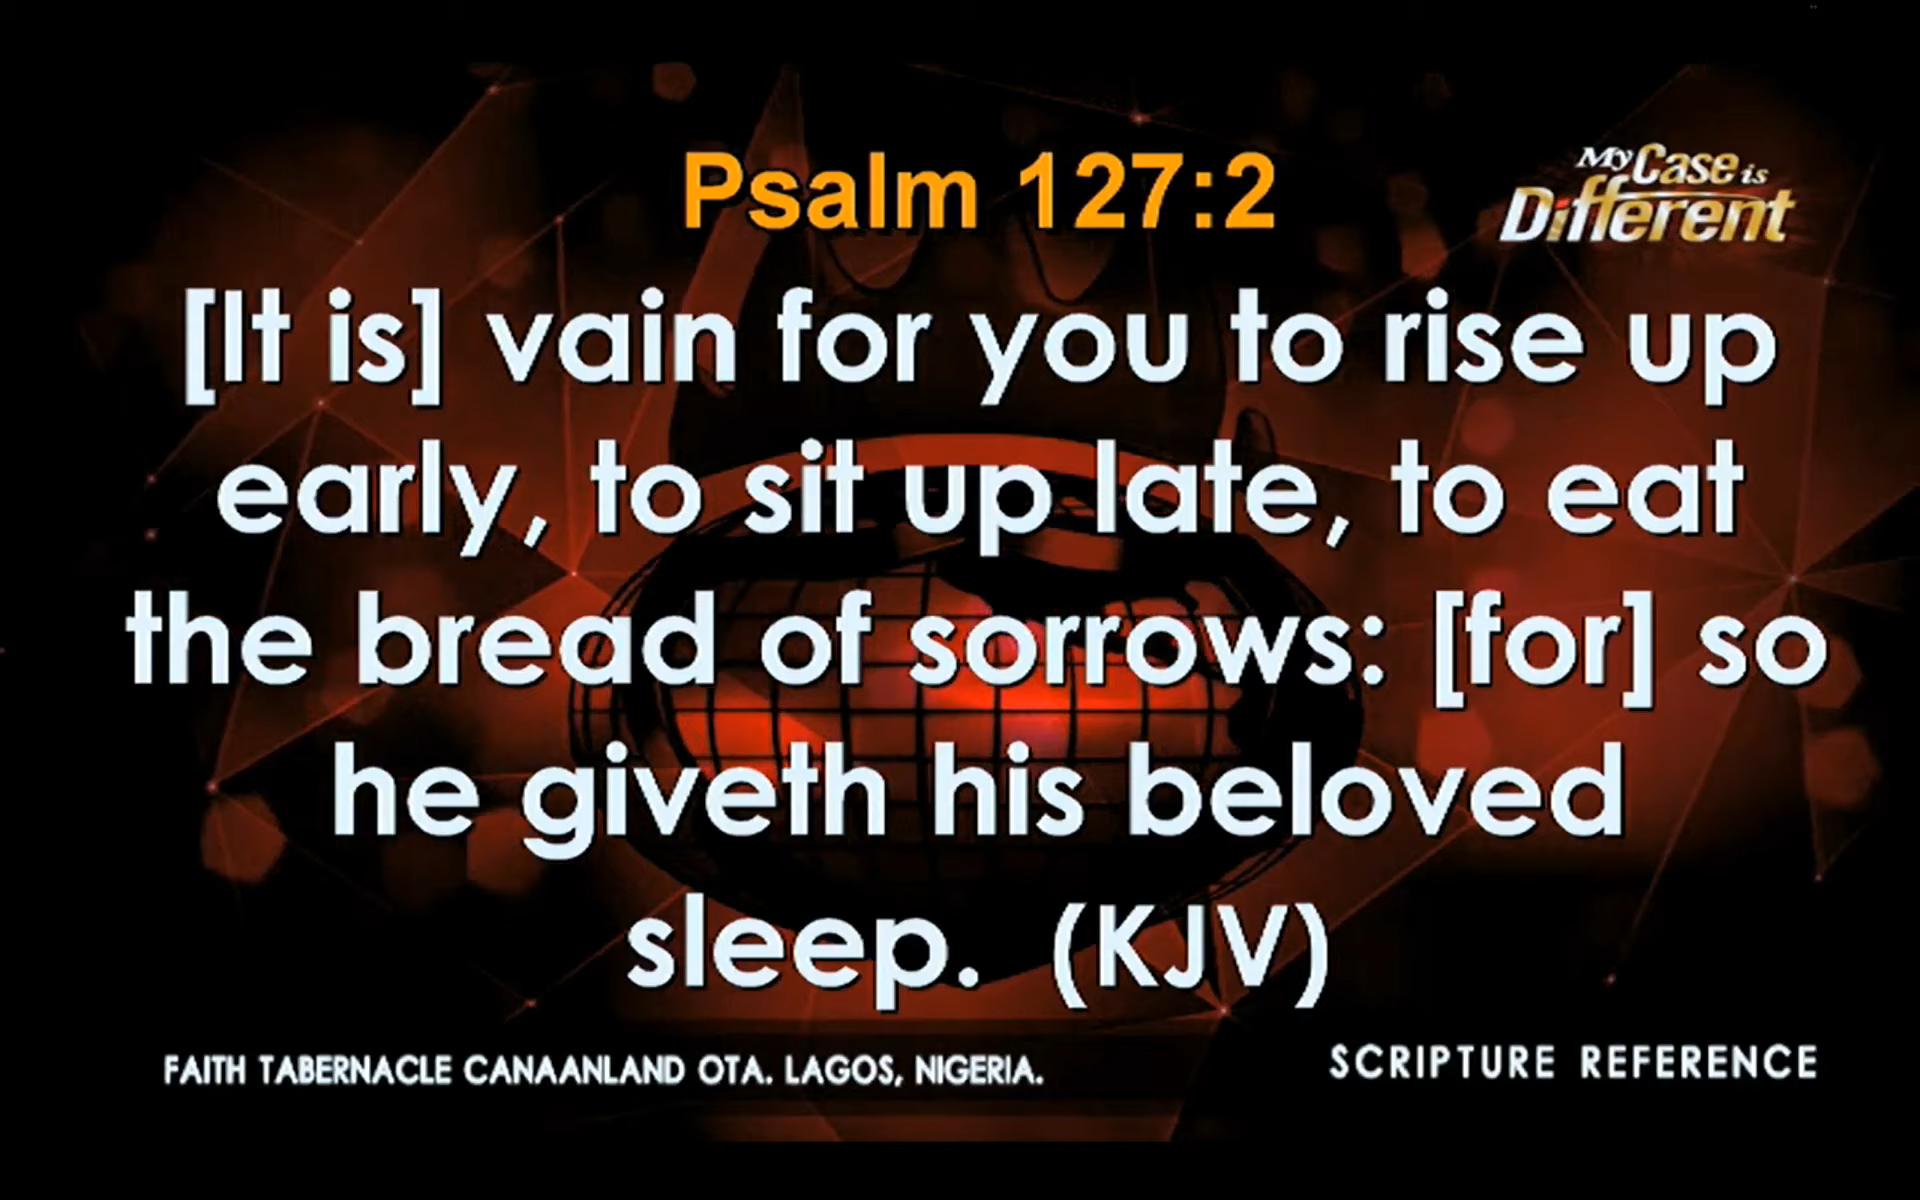 Psalm 127:2
My Case is
Different
[It is] vain for you to rise up
early, to sit up late, to eat
the bread of sorrows: [for] so
he giveth his beloved
sleep. (KJV)
FAITH TABERNACLE CANAANLAND OTA. LAGOS, NIGERIA.
SCRIPTURE REFERENCE